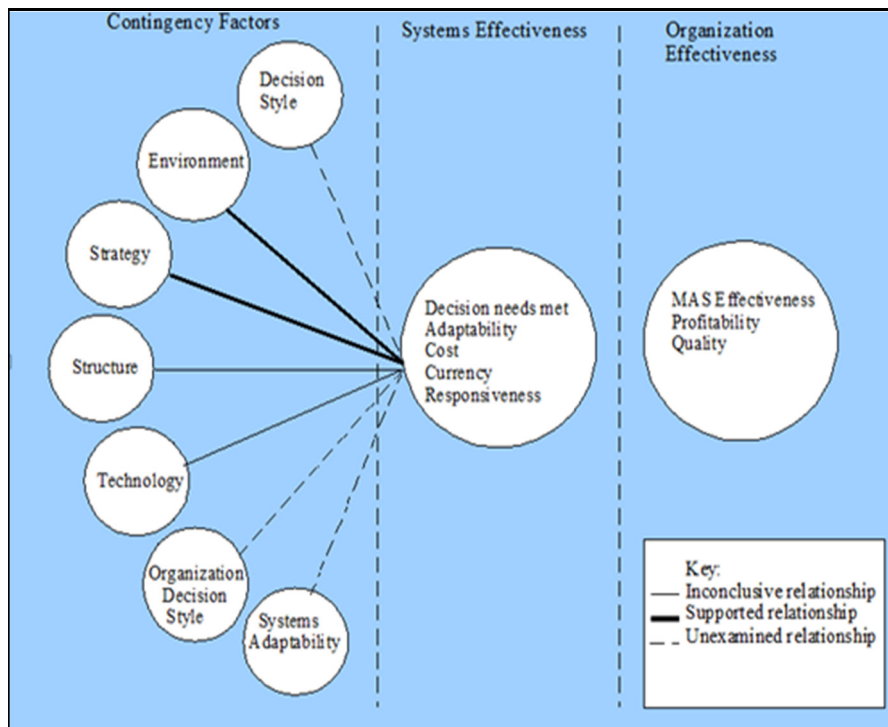 Contingency Factors
Systems Effectiveness
Organization
Effectiveness
Decision
Style
Environment
Strategy
Structure
Technology
Organization
Decision
Style
Systems
Adaptability
Decision needs met
Adaptability
Cost
Currency
Responsiveness
MAS Effectiveness
Profitability
Quality
Key:
Inconclusive relationship
Supported relationship
Unexamined relationship